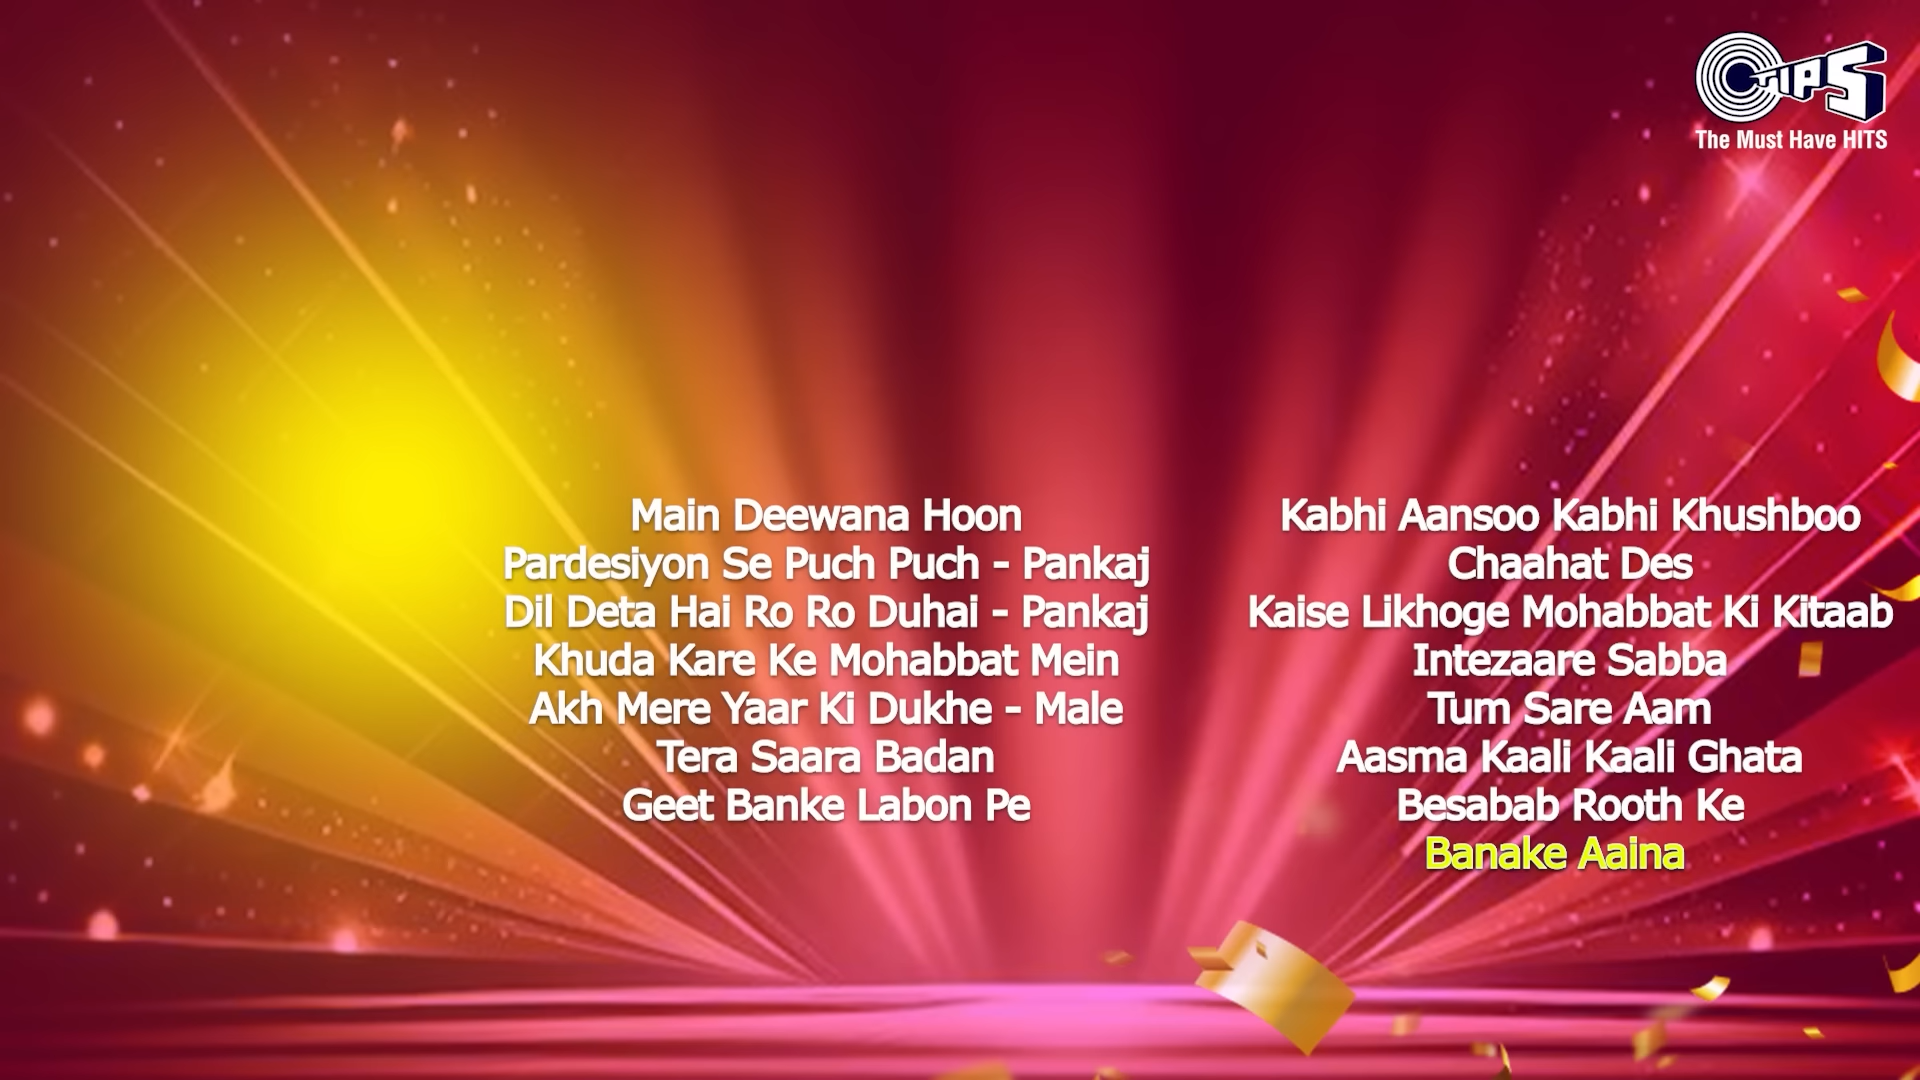 TIPS
The Must Have HITS
Main Deewana Hoon
Pardesiyon Se Puch Puch - Pankaj
Dil Deta Hai Ro Ro Duhai - Pankaj
Khuda Kare Ke Mohabbat Mein
Akh Mere Yaar Ki Dukhe - Male
Tera Saara Badan
Geet Banke Labon Pe
Kabhi Aansoo Kabhi Khushboo
Chaahat Des
Kaise Likhoge Mohabbat Ki Kitaab
Intezaare Sabba
Tum Sare Aam
Aasma Kaali Kaali Ghata
Besabab Rooth Ke
Banake Aaina